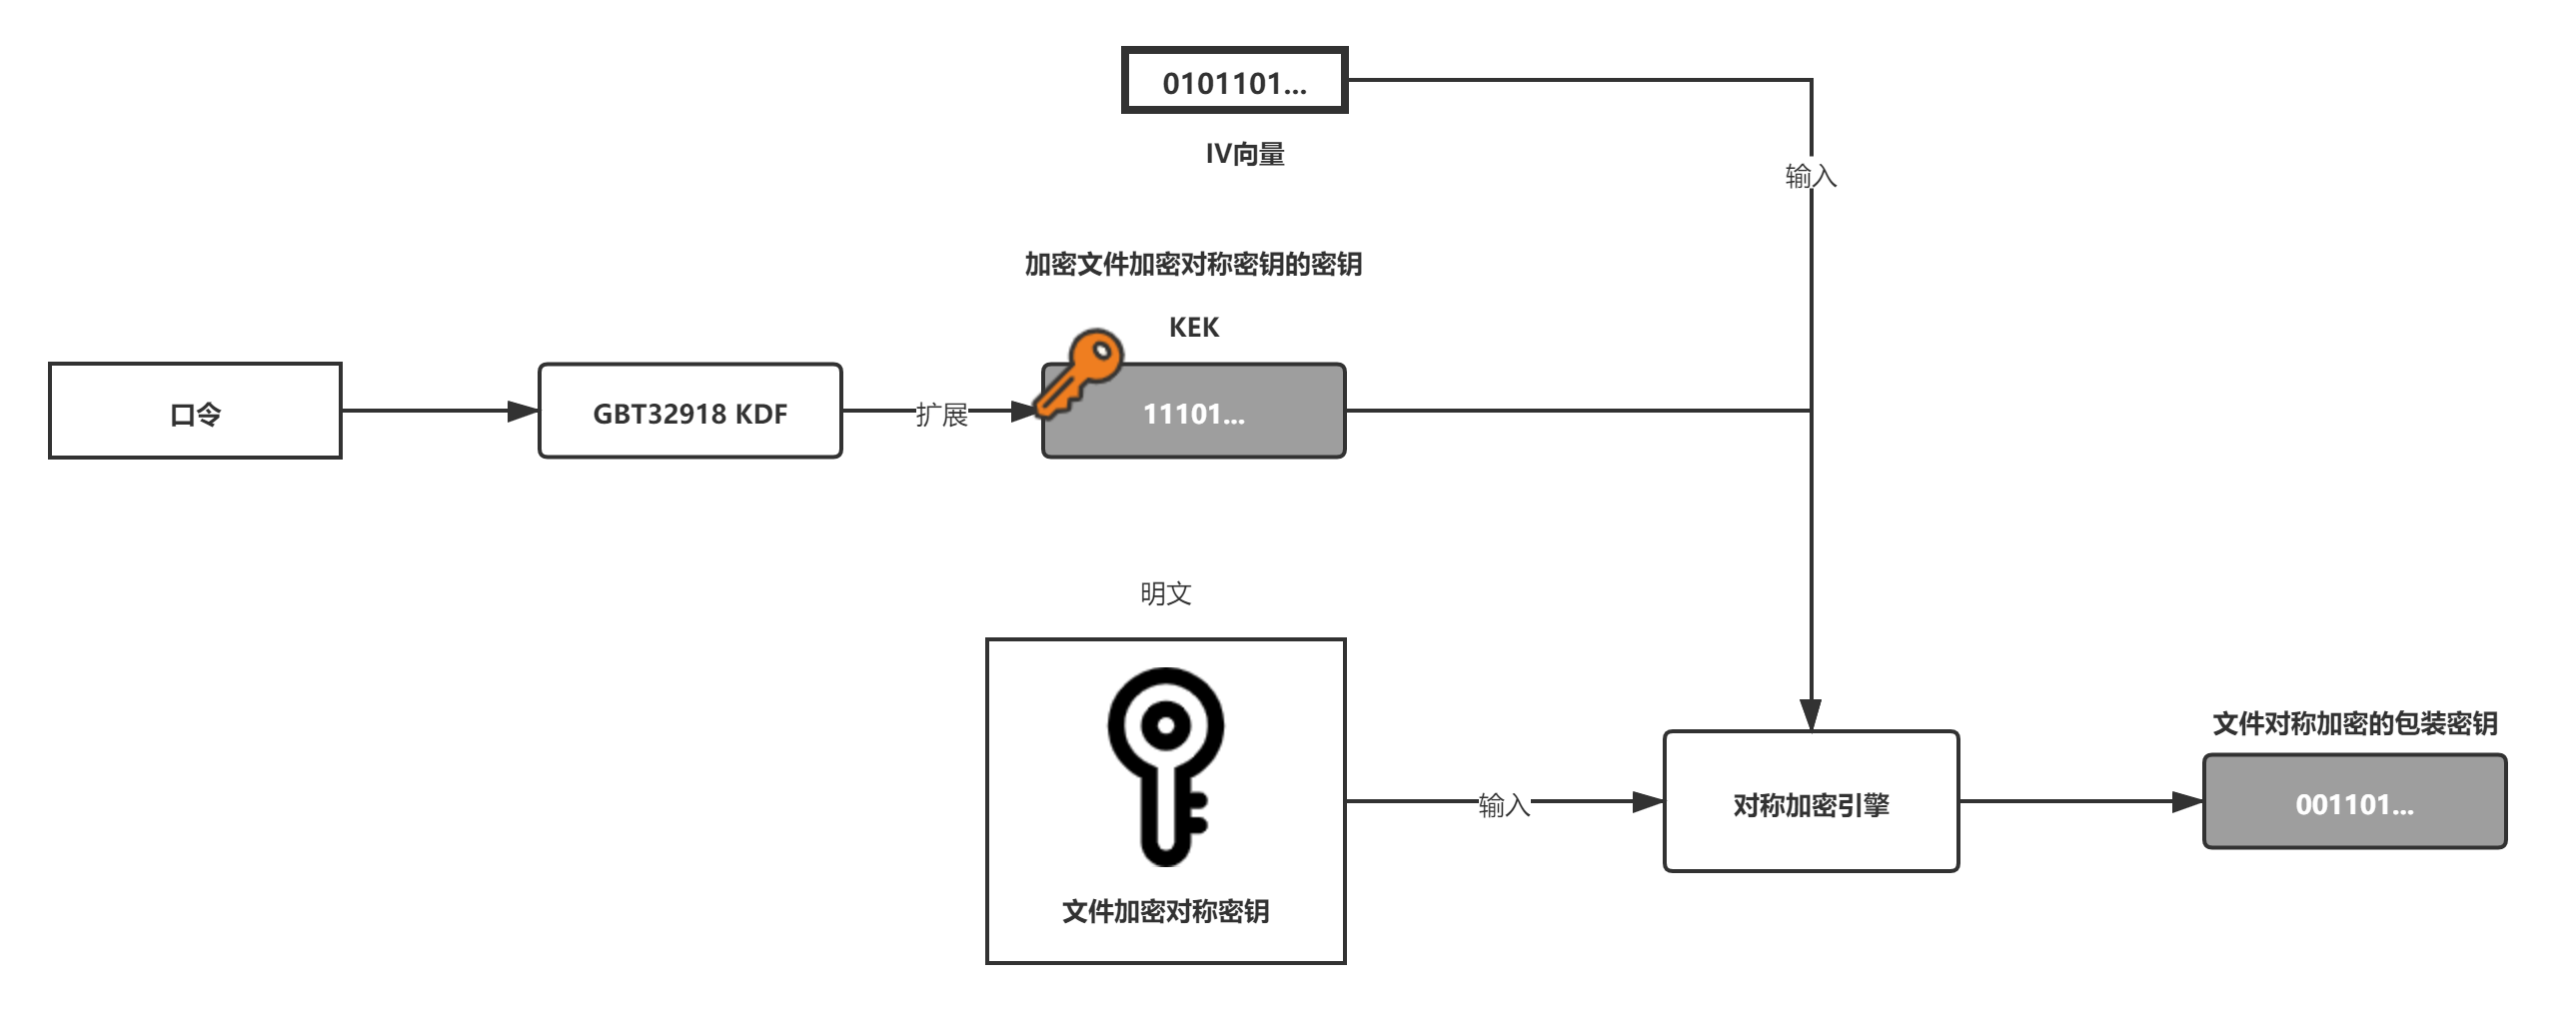 0101101...
IV向量
输入
加密文件加密对称密钥的密钥
KEK
口令
GBT32918 KDF
扩展
11101...
明文
文件加密对称密钥
输入
对称加密引擎
文件对称加密的包装密钥
001101...